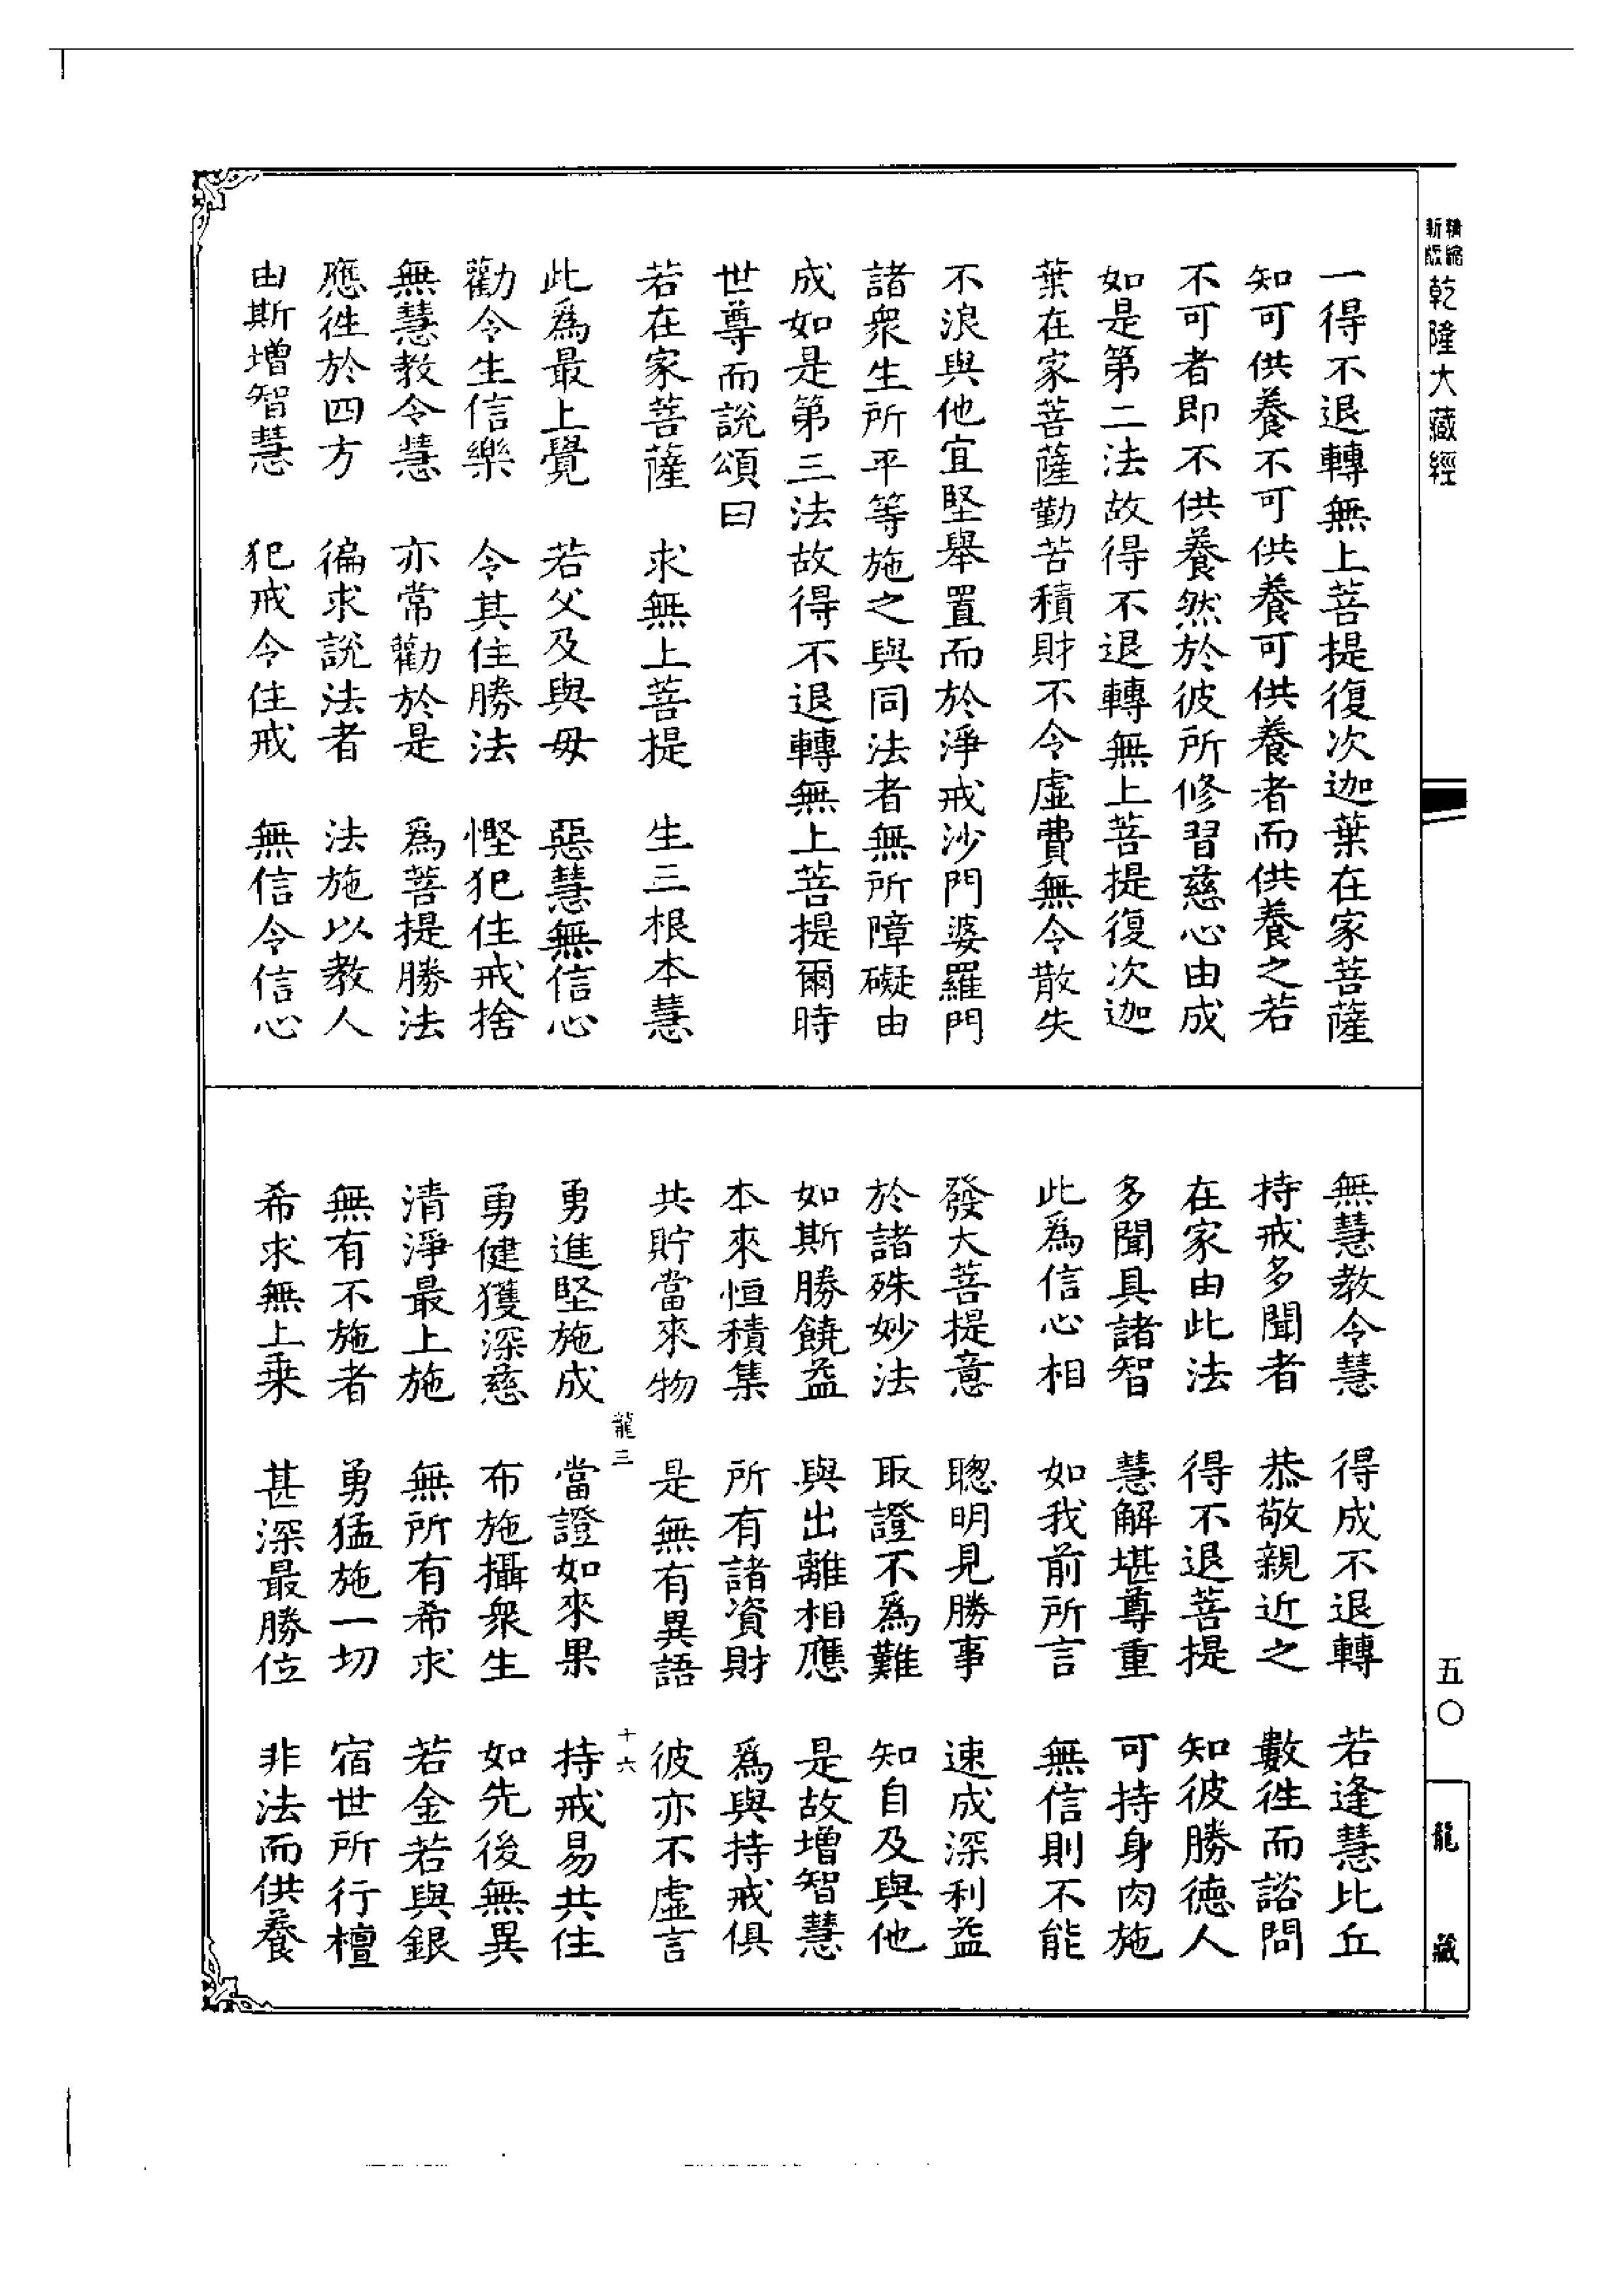 精縮新版乾隆大藏經
一得不退轉無上菩提復次迦葉在家菩薩
知可供養不可供養可供養者而供養之若
不可者即不供養然於彼所修習慈心由成
如是第二法故得不退轉無上菩提復次迦
葉在家菩薩勤苦積財不令虛費無令散失
不浪與他宜堅舉置而於淨戒沙門婆羅門
諸衆生所平等施之與同法者無所障礙由
成如是第三法故得不退轉無上菩提爾時
世尊而說頌曰
若在家菩薩　求無上菩提　生三根本慧
此爲最上覺　若父及與毋　惡慧無信心
勸令生信樂　令其住勝法　慳犯住戒捨
無慧教令慧　亦常勸於是　爲菩提勝法
應徃於四方　徧求說法者　法施以教人
由斯增智慧　犯戒令住戒　無信令信心
無慧教令慧　得成不退轉　若逢慧比丘
持戒多聞者　恭敬親近之　數徃而諮問
在家由此法　得不退菩提　知彼勝德人
多聞具諸智　慧解堪尊重　可持身肉施
此爲信心相　如我前所言　無信則不能
發大菩提意　聰明見勝事　速成深利益
於諸殊妙法　取證不爲難　知自及與他
如斯勝饒益　與出離相應　是故增智慧
本來恒積集　所有諸資財　爲與持戒俱
共貯當來物　是無有異語　彼亦不虛言
龍三　十六
勇進堅施成　當證如來果　持戒易共住
勇健獲深慈　布施攝衆生　如先後無異
清淨最上施　無所有希求　若金若與銀
無有不施者　勇猛施一切　宿世所行檀
希求無上乗　甚深最勝位　非法而供養
五〇
龍藏